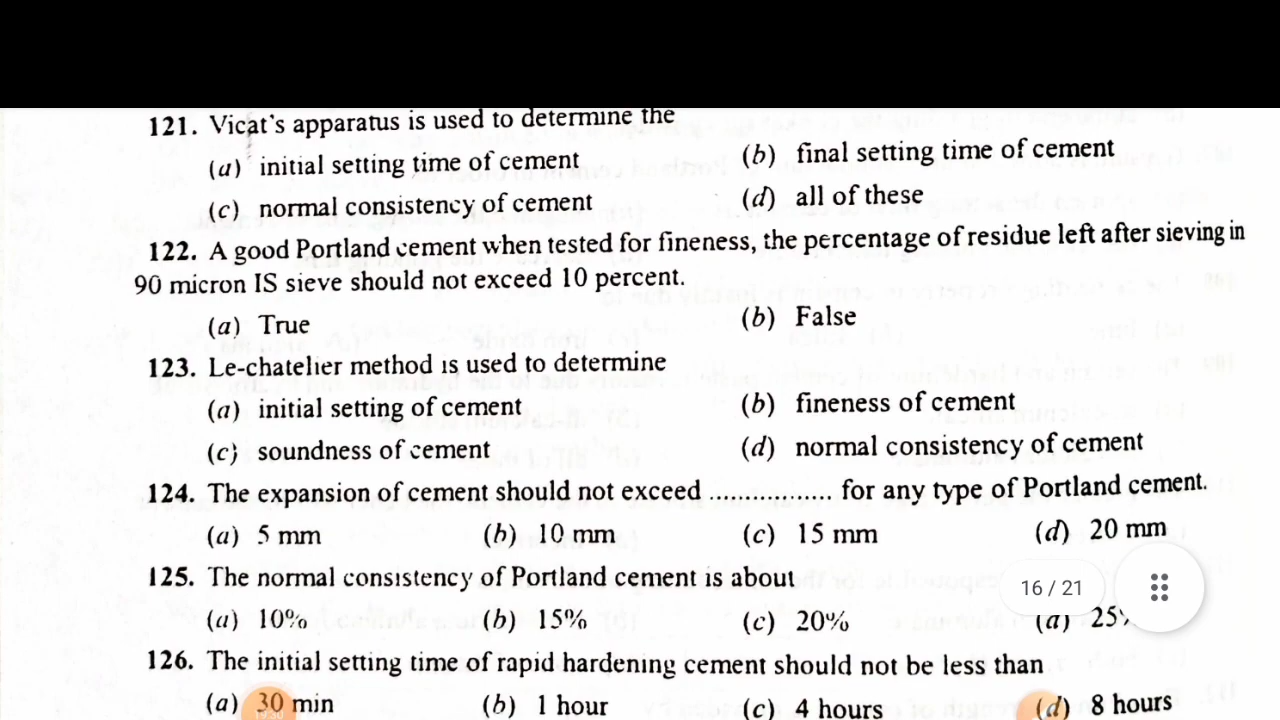 121. Vicat's apparatus is used to determine the
(a) initial setting time of cement (b) final setting time of cement
(c) normal consistency of cement (d) all of these
122. A good Portland cement when tested for fineness, the percentage of residue left after sieving in
90 micron IS sieve should not exceed 10 percent.
(a) True (b) False
123. Le-chatelier method is used to determine
(a) initial setting of cement (b) fineness of cement
(c) soundness of cement (d) normal consistency of cement
124. The expansion of cement should not exceed ................ for any type of Portland cement.
(a) 5 mm (b) 10 mm (c) 15 mm (d) 20 mm
125. The normal consistency of Portland cement is about
16 / 21
(a) 10% (b) 15% (c) 20% (d) 25%
126. The initial setting time of rapid hardening cement should not be less than
(a) 30 min (b) 1 hour (c) 4 hours (d) 8 hours